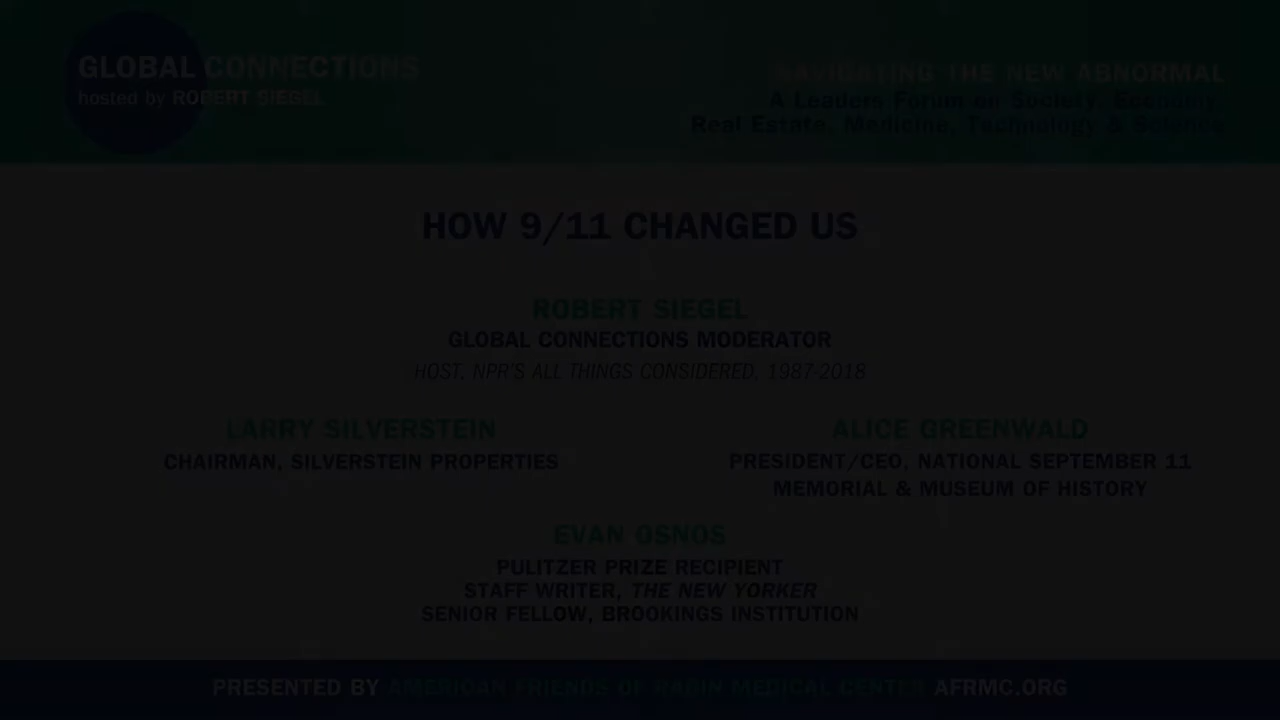 GLOBAL CONNECTIONS
hosted by ROBERT SIEGEL
NAVIGATING THE NEW ABNORMAL
A Leaders Forum on Society, Economy,
Real Estate, Medicine, Technology & Science
HOW 9/11 CHANGED US
ROBERT SIEGEL
GLOBAL CONNECTIONS MODERATOR
HOST, NPR'S ALL THINGS CONSIDERED, 1987-2018
LARRY SILVERSTEIN
CHAIRMAN, SILVERSTEIN PROPERTIES
ALICE GREENWALD
PRESIDENT/CEO, NATIONAL SEPTEMBER 11
MEMORIAL & MUSEUM OF HISTORY
EVAN OSNOS
PULITZER PRIZE RECIPIENT
STAFF WRITER, THE NEW YORKER
SENIOR FELLOW, BROOKINGS INSTITUTION
PRESENTED BY AMERICAN FRIENDS OF RABIN MEDICAL CENTER AFRMC.ORG